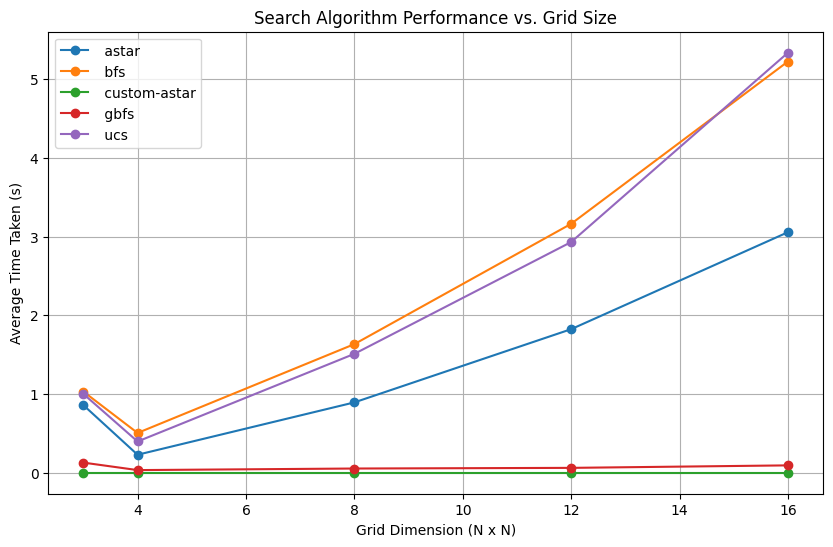 Search Algorithm Performance vs. Grid Size
astar
bfs
custom-astar
gbfs
ucs
Average Time Taken (s)
5
4
3
2
1
0
4
6
8
10
12
14
16
Grid Dimension (N x N)